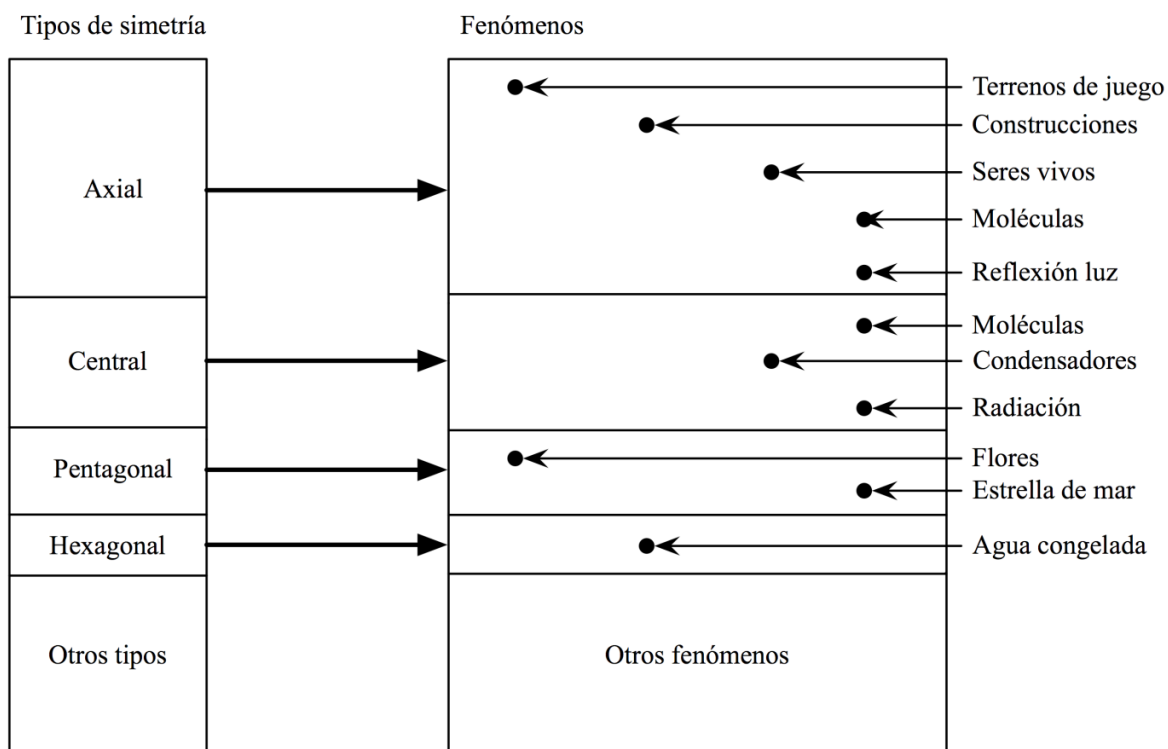 Tipos de simetría
Fenómenos
Axial
Terrenos de juego
Construcciones
Seres vivos
Moléculas
Reflexión luz
Central
Moléculas
Condensadores
Radiación
Pentagonal
Flores
Estrella de mar
Hexagonal
Agua congelada
Otros tipos
Otros fenómenos